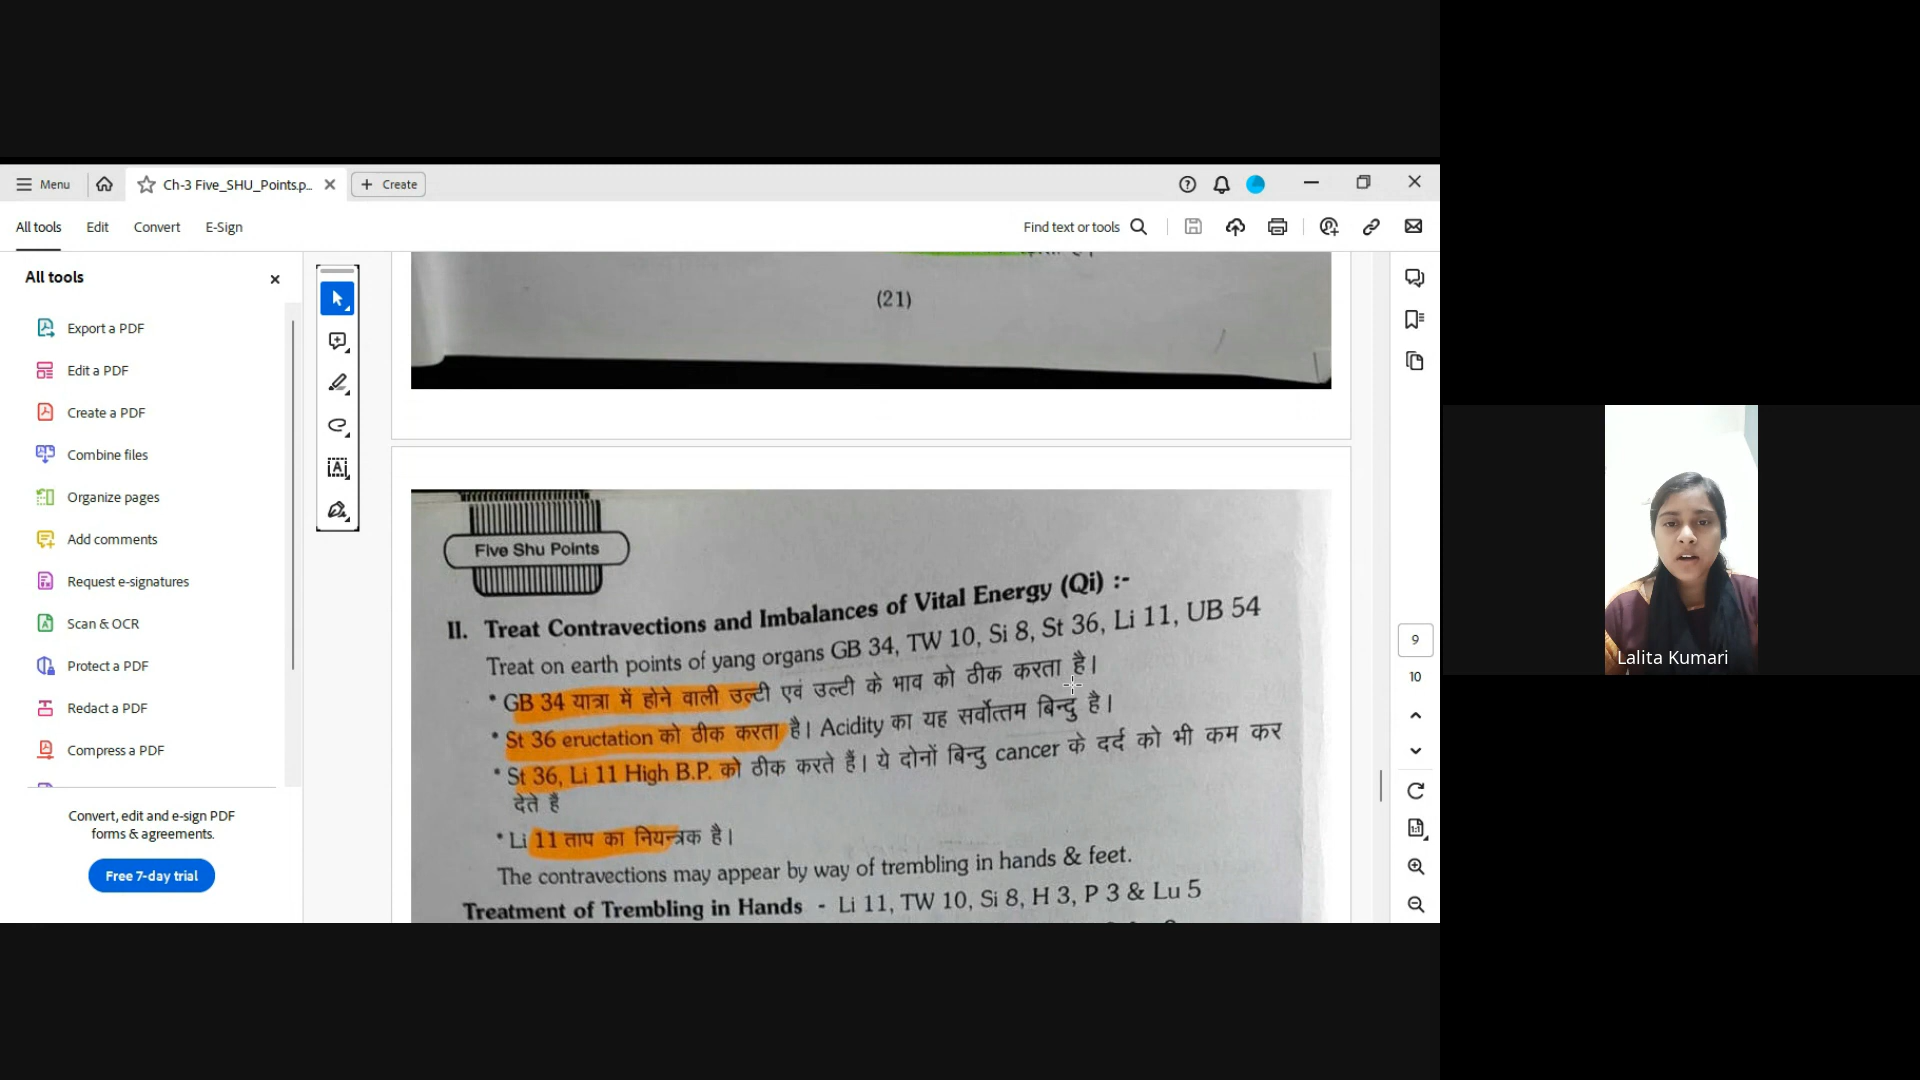 Menu
Ch-3 Five_SHU_Points.p...
Create
All tools
Edit
Convert
E-Sign
Find text or tools
All tools
Export a PDF
Edit a PDF
Create a PDF
Combine files
Organize pages
Add comments
Request e-signatures
Scan & OCR
Protect a PDF
Redact a PDF
Compress a PDF
Convert, edit and e-sign PDF
forms & agreements.
Free 7-day trial
(21)
Five Shu Points
II. Treat Contravections and Imbalances of Vital Energy (Qi) :-
Treat on earth points of yang organs GB 34, TW 10, Si 8, St 36, Li 11, UB 54
* GB 34 यात्रा में होने वाली उल्टी एवं उल्टी के भाव को ठीक करता है।
* St 36 eructation को ठीक करता है। Acidity का यह सर्वोत्तम बिन्दु है।
* St 36, Li 11 High B.P. को ठीक करते हैं। ये दोनों बिन्दु cancer के दर्द को भी कम कर
देते है
* Li 11 ताप का नियन्त्रक है।
The contravections may appear by way of trembling in hands & feet.
Treatment of Trembling in Hands - Li 11, TW 10, Si 8, H 3, P 3 & Lu 5
9
10
Lalita Kumari